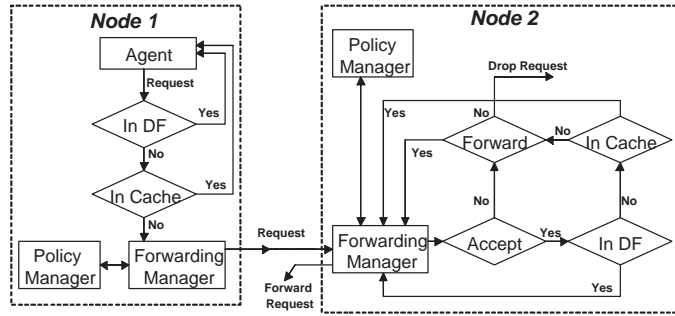 Node 1
Agent
Request
In DF
Yes
No
In Cache
Yes
No
Policy
Manager
Forwarding
Manager
Request
Node 2
Policy
Manager
Drop Request
Yes
No
Forward
No
In Cache
Yes
No
No
Forwarding
Manager
Accept
Yes
In DF
Forward
Request
Yes